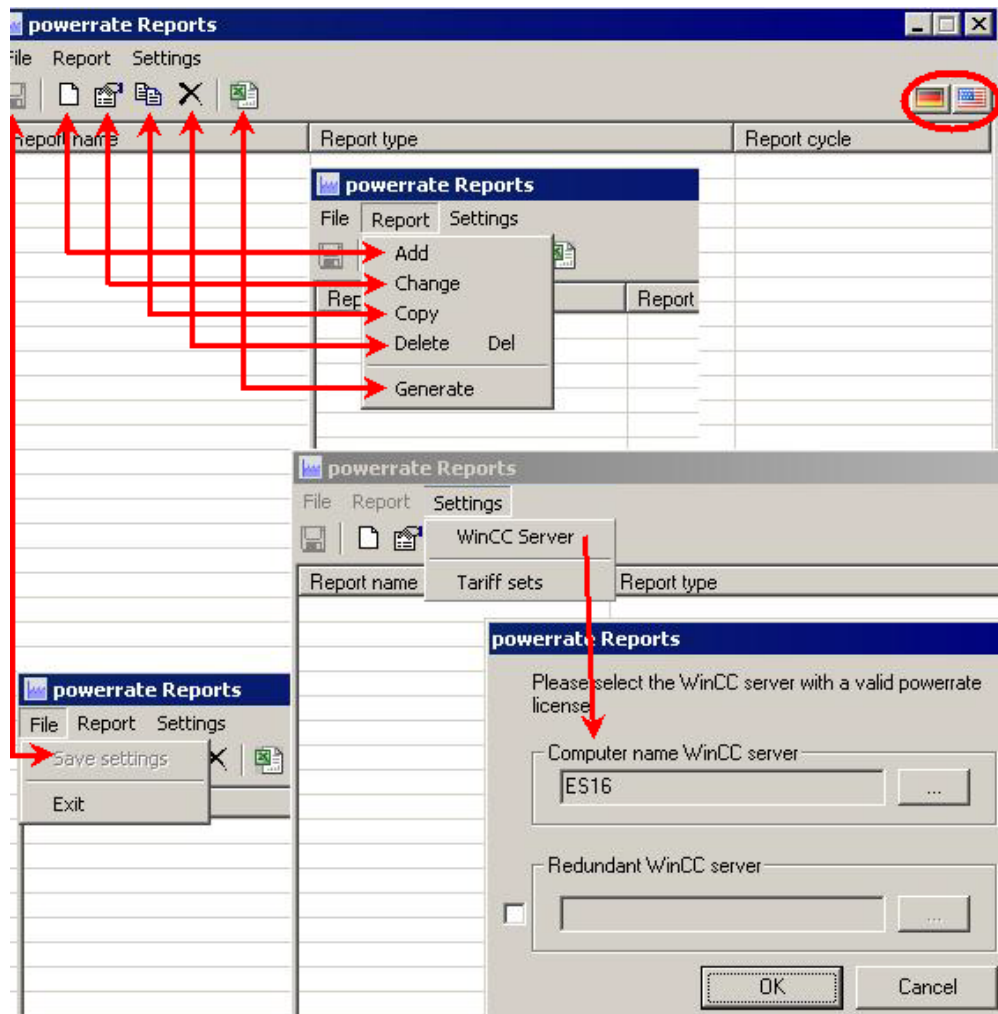 powerrate Reports
File Report Settings
Report name Report type Report cycle
powerrate Reports
File Report Settings
Add
Change
Rep Report
Copy
Delete Del
Generate
powerrate Reports
File Report Settings
WinCC Server
Report name Tariff sets Report type
powerrate Reports
Please select the WinCC server with a valid powerrate
license.
Computer name WinCC server
ES16 ...
Redundant WinCC server
...
OK Cancel
powerrate Reports
File Report Settings
Save settings
Exit